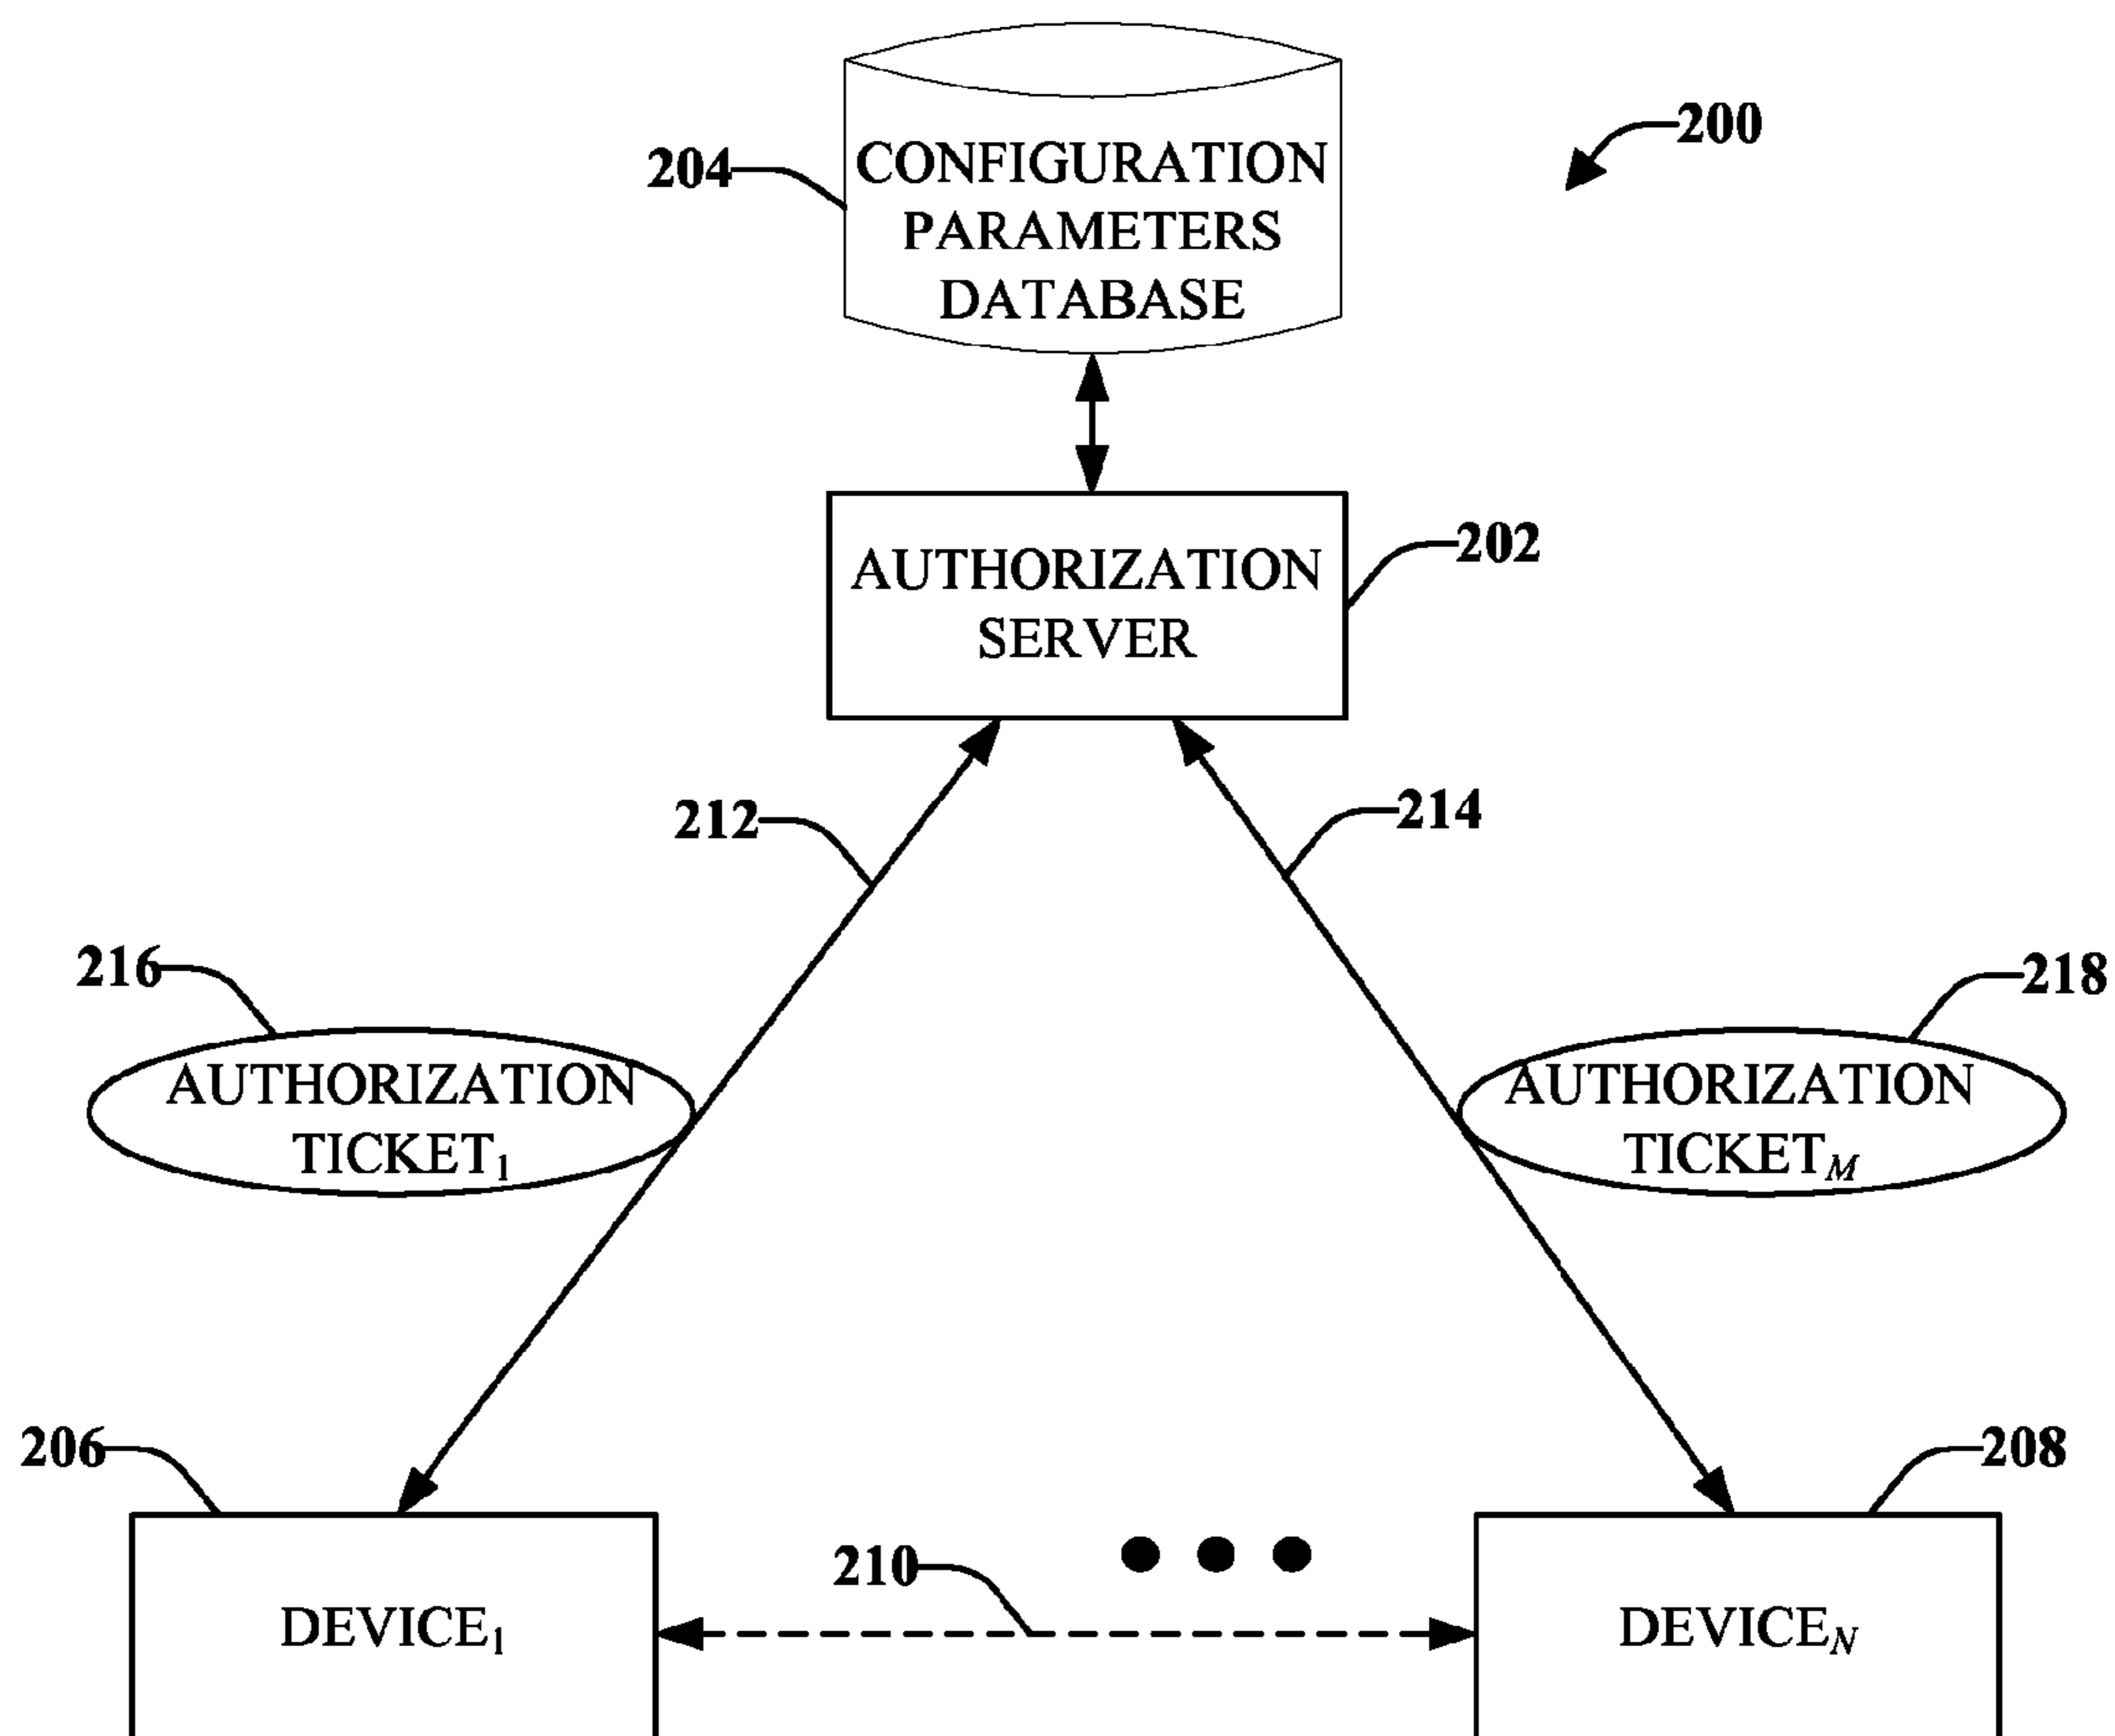 200
204
CONFIGURATION
PARAMETERS
DATABASE
202
AUTHORIZATION
SERVER
212
214
216
218
AUTHORIZATION
TICKET1
AUTHORIZATION
TICKETM
206
208
210
DEVICE1
DEVICEN